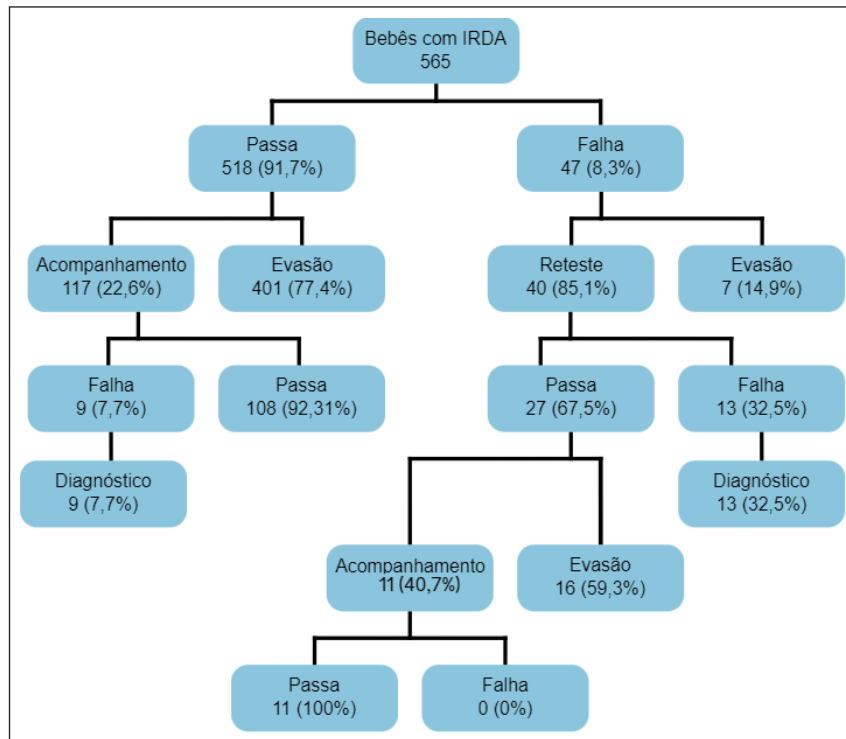 Bebês com IRDA
565
Passa
518 (91,7%)
Falha
47 (8,3%)
Acompanhamento
117 (22,6%)
Evasão
401 (77,4%)
Reteste
40 (85,1%)
Evasão
7 (14,9%)
Falha
9 (7,7%)
Passa
108 (92,31%)
Passa
27 (67,5%)
Falha
13 (32,5%)
Diagnóstico
9 (7,7%)
Diagnóstico
13 (32,5%)
Acompanhamento
11 (40,7%)
Evasão
16 (59,3%)
Passa
11 (100%)
Falha
0 (0%)